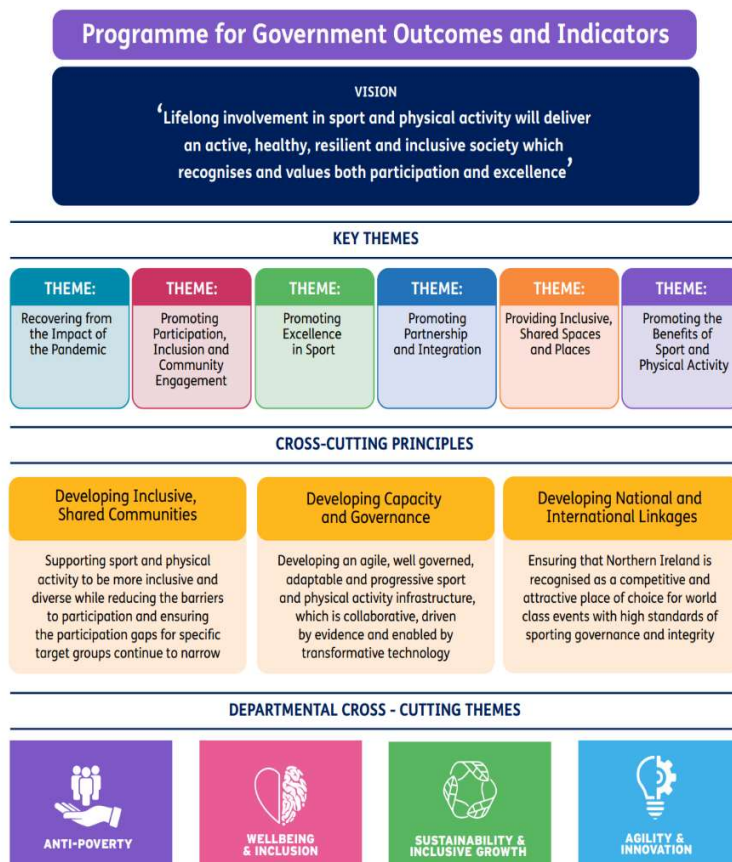 Programme for Government Outcomes and Indicators
VISION
‘Lifelong involvement in sport and physical activity will deliver
an active, healthy, resilient and inclusive society which
recognises and values both participation and excellence’
KEY THEMES
THEME:
Recovering from
the Impact of
the Pandemic
THEME:
Promoting
Participation,
Inclusion and
Community
Engagement
THEME:
Promoting
Excellence
in Sport
THEME:
Promoting
Partnership
and Integration
THEME:
Providing Inclusive,
Shared Spaces
and Places
THEME:
Promoting the
Benefits of
Sport and
Physical Activity
CROSS-CUTTING PRINCIPLES
Developing Inclusive,
Shared Communities
Supporting sport and physical
activity to be more inclusive and
diverse while reducing the barriers
to participation and ensuring
the participation gaps for specific
target groups continue to narrow
Developing Capacity
and Governance
Developing an agile, well governed,
adaptable and progressive sport
and physical activity infrastructure,
which is collaborative, driven
by evidence and enabled by
transformative technology
Developing National and
International Linkages
Ensuring that Northern Ireland is
recognised as a competitive and
attractive place of choice for world
class events with high standards of
sporting governance and integrity
DEPARTMENTAL CROSS - CUTTING THEMES
ANTI-POVERTY
WELLBEING
& INCLUSION
SUSTAINABILITY &
INCLUSIVE GROWTH
AGILITY &
INNOVATION